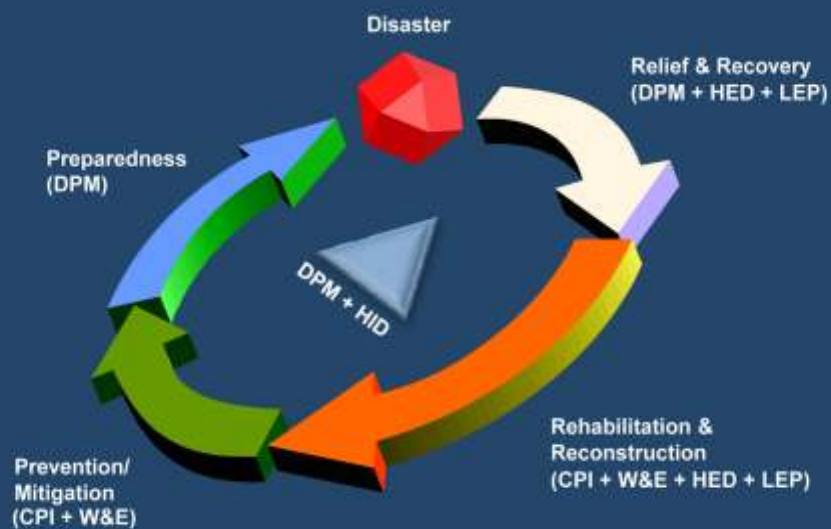 Disaster
Relief & Recovery
(DPM + HED + LEP)
Preparedness
(DPM)
DPM + HID
Rehabilitation &
Reconstruction
(CPI + W&E + HED + LEP)
Prevention/
Mitigation
(CPI + W&E)